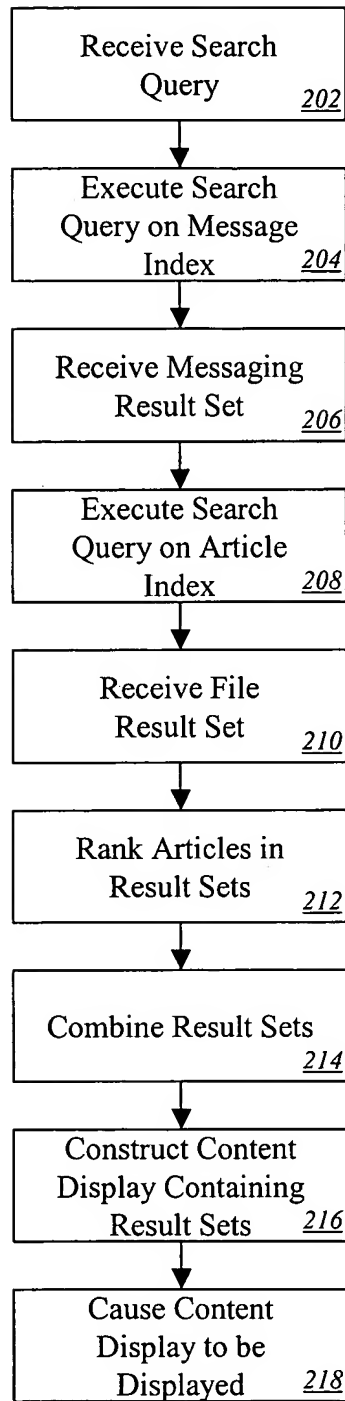 Receive Search
Query
202
Execute Search
Query on Message
Index
204
Receive Messaging
Result Set
206
Execute Search
Query on Article
Index
208
Receive File
Result Set
210
Rank Articles in
Result Sets
212
Combine Result Sets
214
Construct Content
Display Containing
Result Sets
216
Cause Content
Display to be
Displayed
218